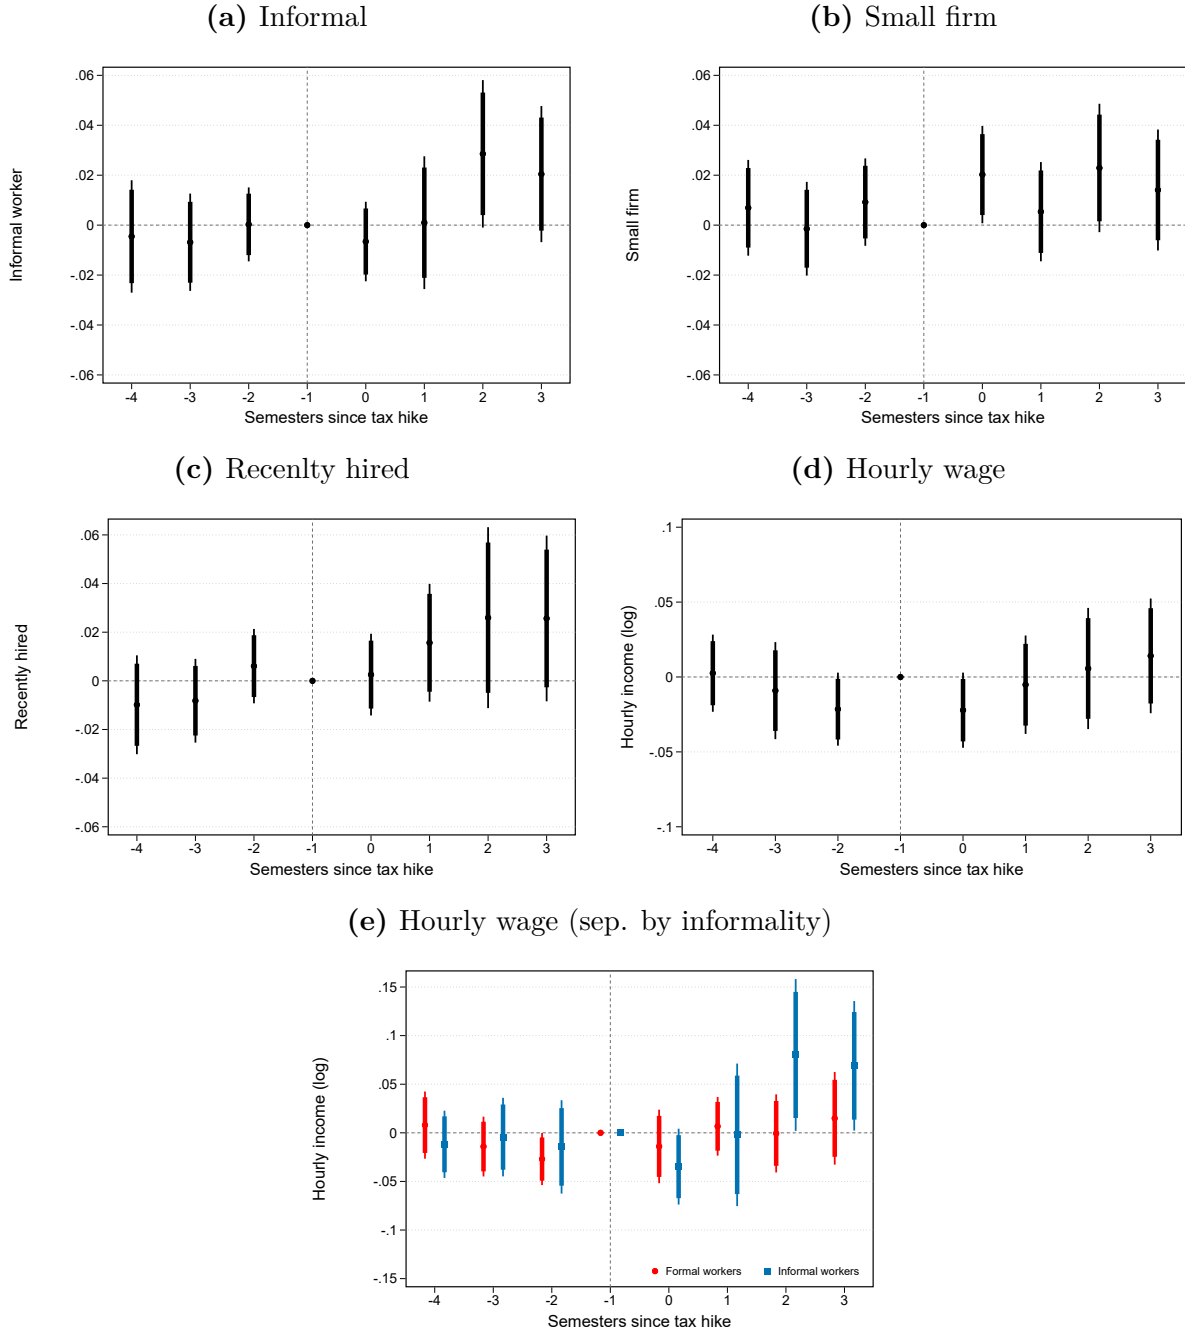 (a) Informal
.06
.04
.02
0
-.02
-.04
-.06
Informal worker
-4 -3 -2 -1 0 1 2 3
Semesters since tax hike
(b) Small firm
.06
.04
.02
0
-.02
-.04
-.06
Small firm
-4 -3 -2 -1 0 1 2 3
Semesters since tax hike
(c) Recenlty hired
.06
.04
.02
0
-.02
-.04
-.06
Recently hired
-4 -3 -2 -1 0 1 2 3
Semesters since tax hike
(d) Hourly wage
.1
.05
0
-.05
-.1
Hourly income (log)
-4 -3 -2 -1 0 1 2 3
Semesters since tax hike
(e) Hourly wage (sep. by informality)
.15
.1
.05
0
-.05
-.1
-.15
Hourly income (log)
Formal workers Informal workers
-4 -3 -2 -1 0 1 2 3
Semesters since tax hike